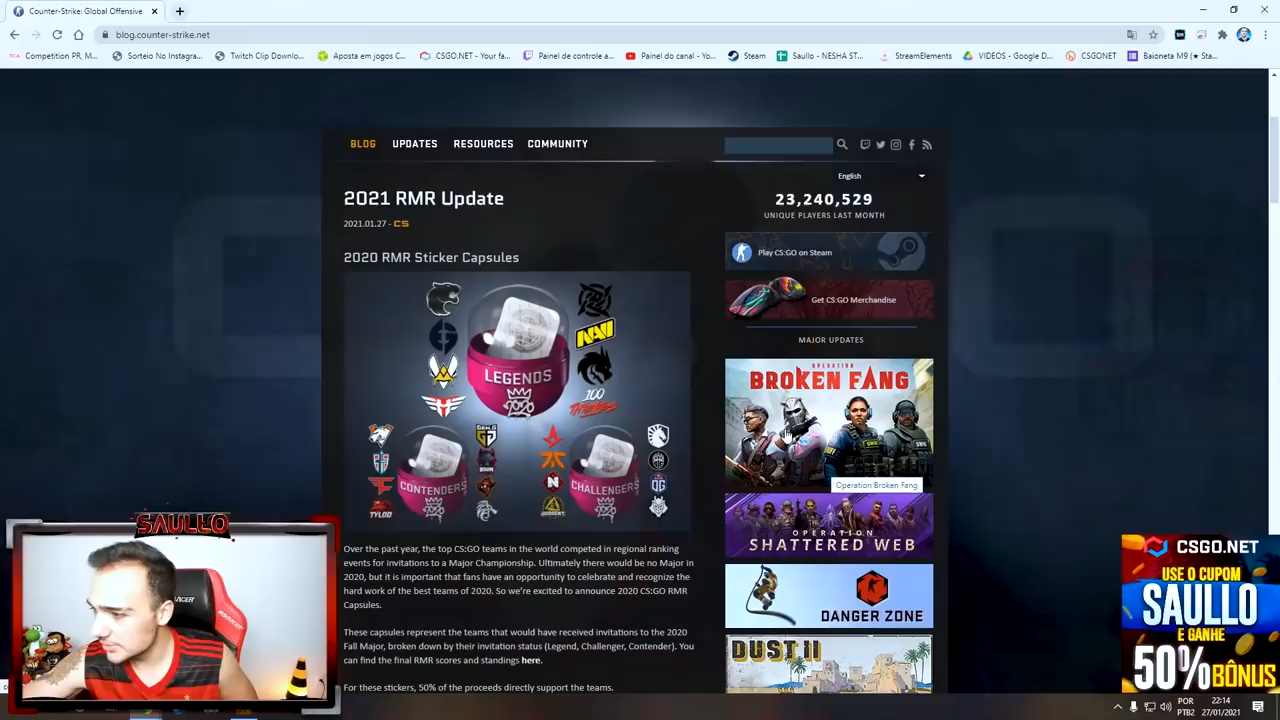 Counter-Strike: Global Offensive
blog.counter-strike.net
Competition PR, M...
Sorteio No Instagra...
Twitch Clip Downlo...
Aposta em jogos C...
CSGO.NET - Your fa...
Painel de controle a...
Painel do canal - Yo...
Steam
Saullo - NESHA ST...
StreamElements
VIDEOS - Google D...
CSGONET
Baioneta M9 (★ Sta...
BLOG
UPDATES
RESOURCES
COMMUNITY
English
2021 RMR Update
2021.01.27 - CS
2020 RMR Sticker Capsules
LEGENDS
NAVI
100
THIEVES
GEN.G
BOOM
CONTENDERS
CHALLENGERS
FAZE
TYLOO
OG
Over the past year, the top CS:GO teams in the world competed in regional ranking
events for invitations to a Major Championship. Ultimately there would be no Major in
2020, but it is important that fans have an opportunity to celebrate and recognize the
hard work of the best teams of 2020. So we're excited to announce 2020 CS:GO RMR
Capsules.
These capsules represent the teams that would have received invitations to the 2020
Fall Major, broken down by their invitation status (Legend, Challenger, Contender). You
can find the final RMR scores and standings here.
For these stickers, 50% of the proceeds directly support the teams.
23,240,529
UNIQUE PLAYERS LAST MONTH
Play CS:GO on Steam
Get CS:GO Merchandise
MAJOR UPDATES
OPERATION
BROKEN FANG
Operation Broken Fang
OPERATION
SHATTERED WEB
DANGER ZONE
DUST II
SAULLO
CSGO.NET
USE O CUPOM
SAULLO
E GANHE
50% BÔNUS
POR
PTB2
22:14
27/01/2021